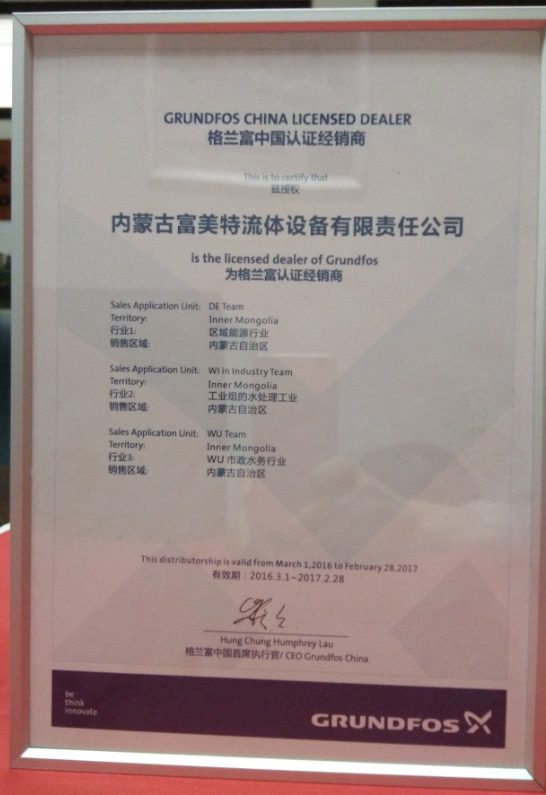 GRUNDFOS CHINA LICENSED DEALER
格兰富中国认证经销商
This is to certify that
兹授权
内蒙古富美特流体设备有限责任公司
is the licensed dealer of Grundfos
为格兰富认证经销商
Sales Application Unit: DE Team
Territory: Inner Mongolia
行业1: 区域能源行业
销售区域: 内蒙古自治区
Sales Application Unit: WI in Industry Team
Territory: Inner Mongolia
行业2: 工业组的水处理工业
销售区域: 内蒙古自治区
Sales Application Unit: WU Team
Territory: Inner Mongolia
行业3: WU 市政水务行业
销售区域: 内蒙古自治区
This distributorship is valid from March 1,2016 to February 28,2017
有效期：2016.3.1~2017.2.28
Hung Chung Humphrey Lau
格兰富中国首席执行官/ CEO Grundfos China
be
think
innovate
GRUNDFOS